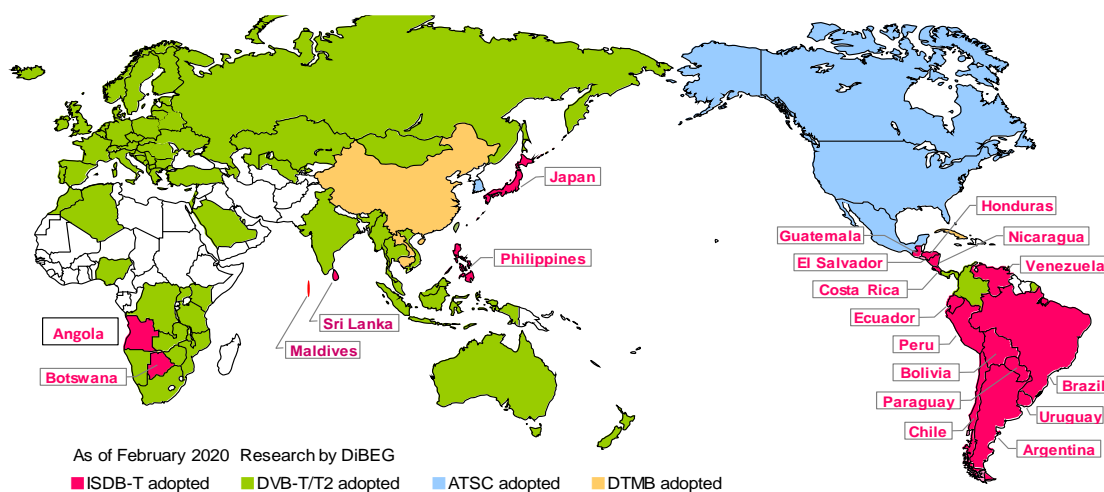 Japan
Honduras
Guatemala
Nicaragua
Philippines
El Salvador
Venezuela
Costa Rica
Sri Lanka
Ecuador
Angola
Peru
Maldives
Bolivia
Botswana
Brazil
Paraguay
Uruguay
Chile
Argentina
As of February 2020 Research by DiBEG
ISDB-T adopted DVB-T/T2 adopted ATSC adopted DTMB adopted